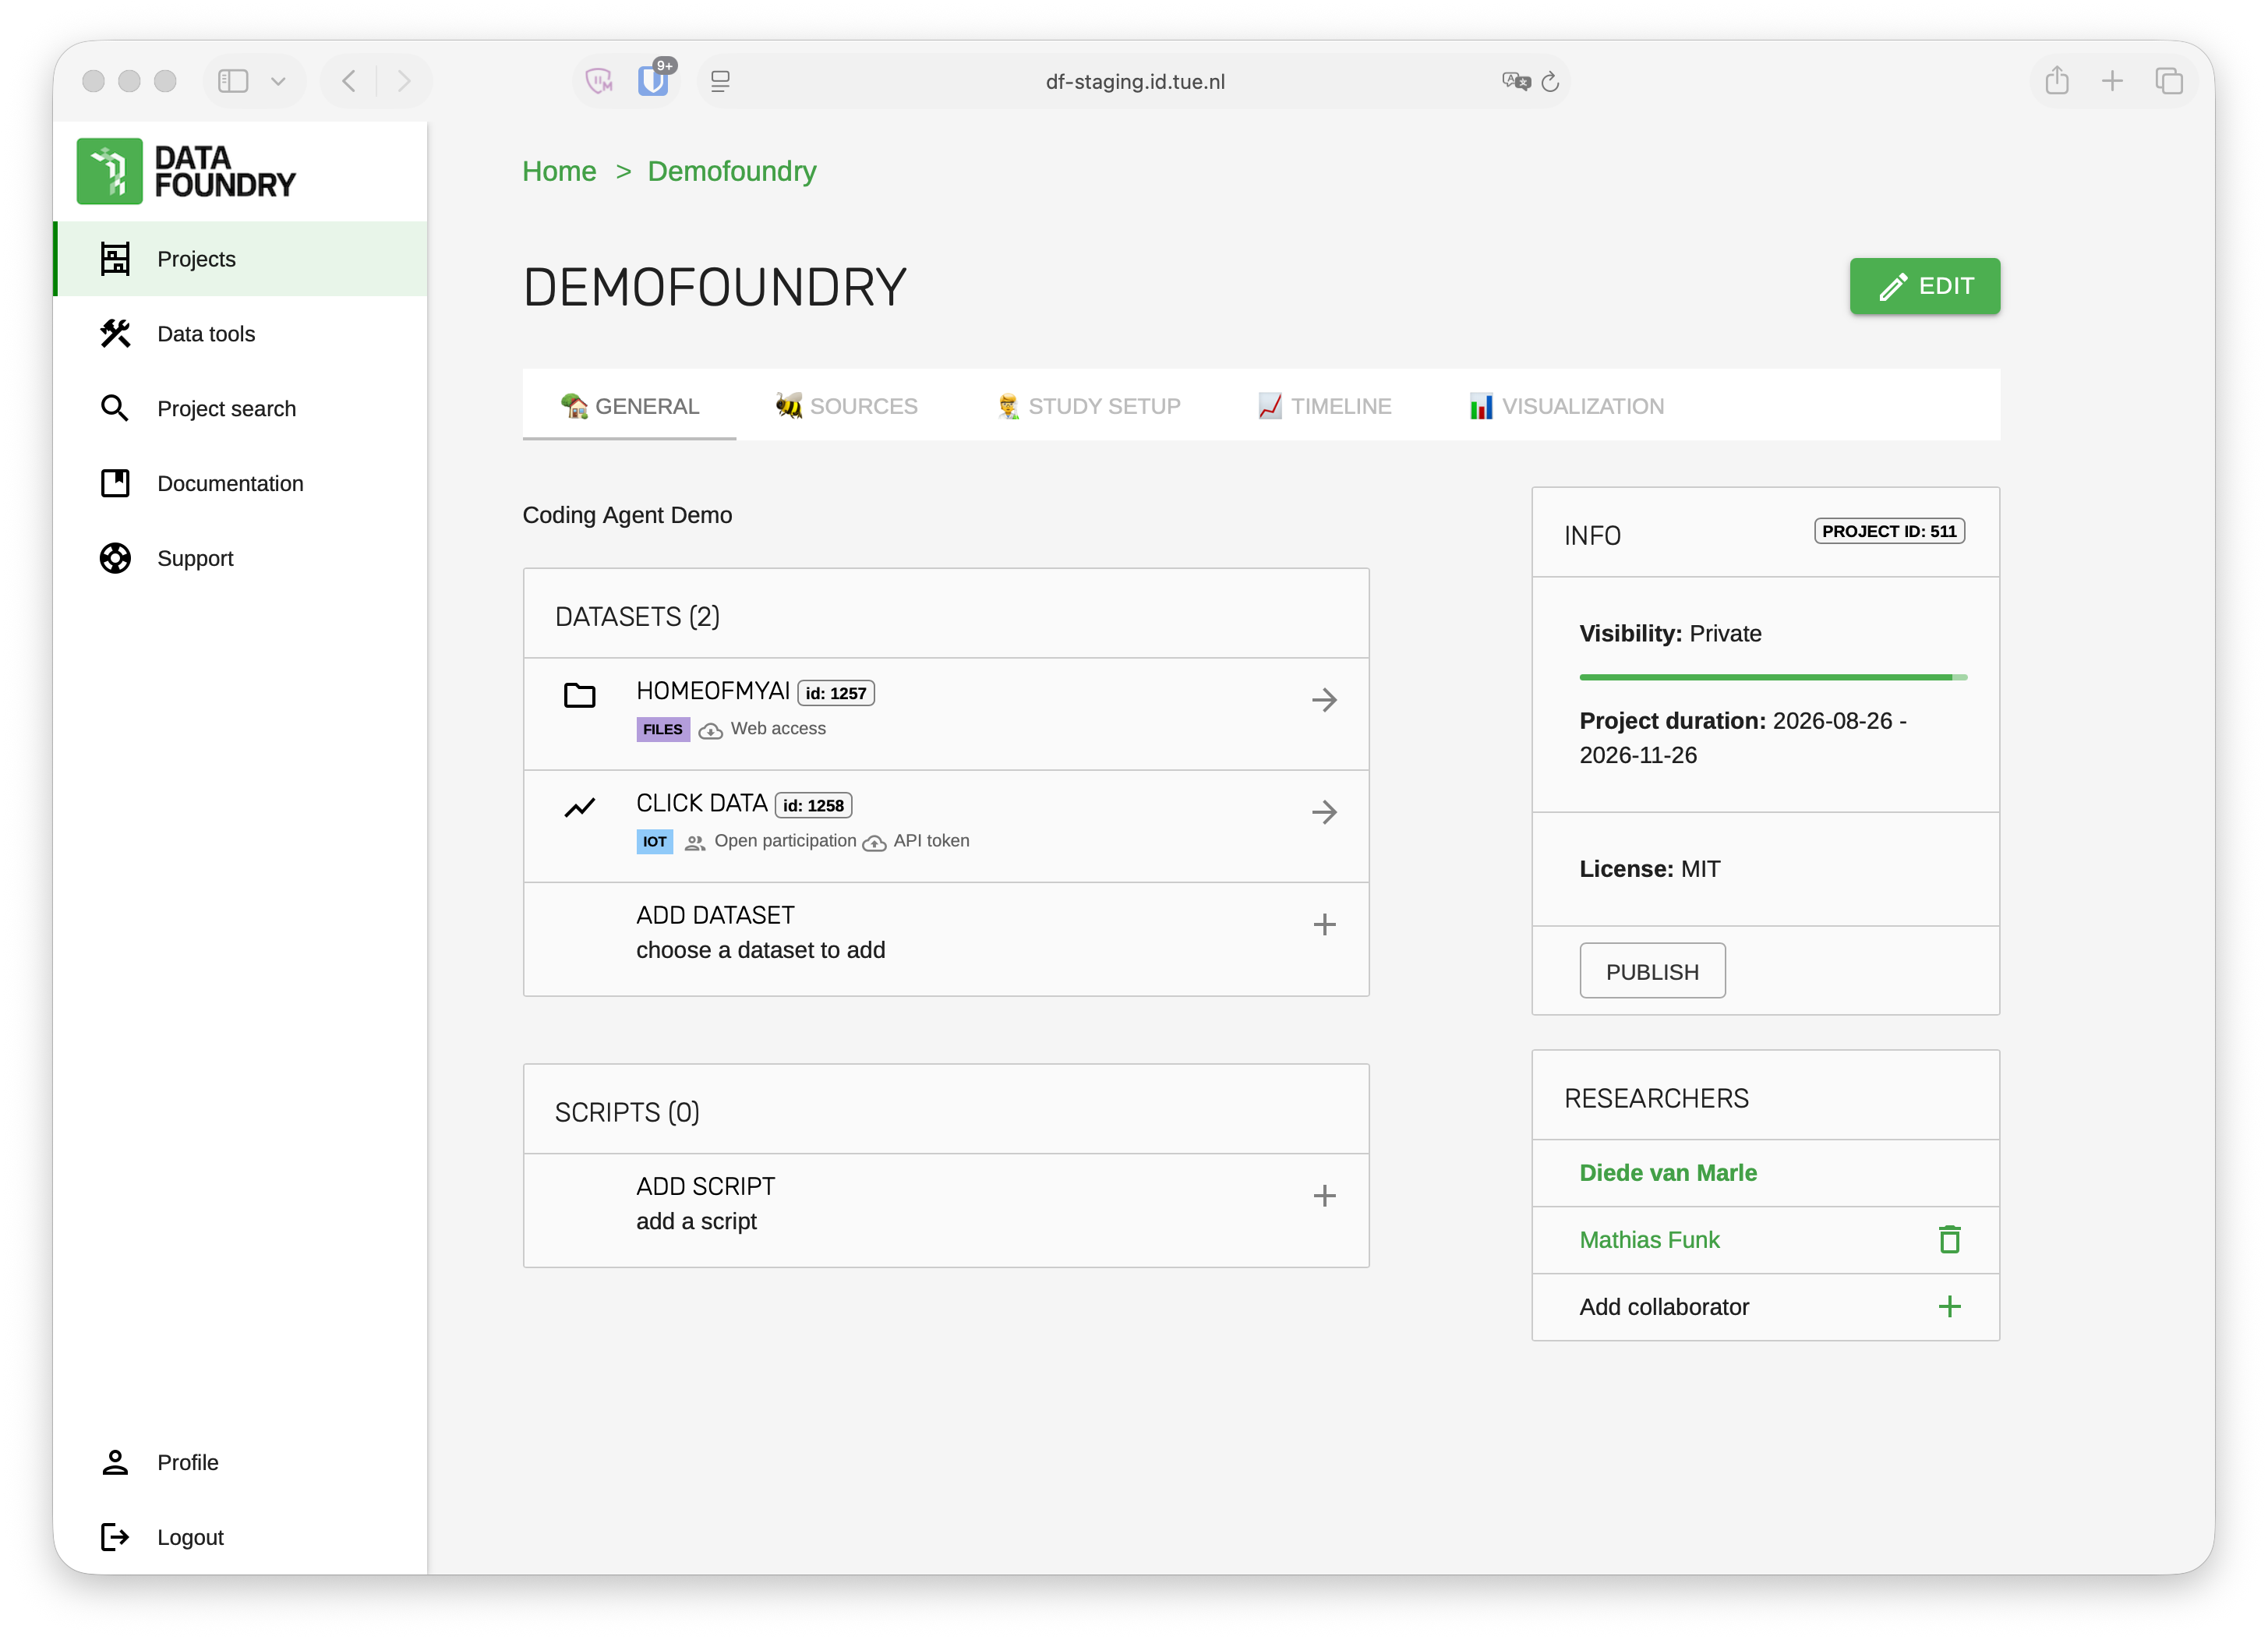 9+
df-staging.id.tue.nl
DATA
FOUNDRY
Projects
Data tools
Project search
Documentation
Support
Profile
Logout
Home > Demofoundry
DEMOFOUNDRY
EDIT
GENERAL
SOURCES
STUDY SETUP
TIMELINE
VISUALIZATION
Coding Agent Demo
DATASETS (2)
HOMEOFMYAI id: 1257
FILES Web access
CLICK DATA id: 1258
IOT Open participation API token
ADD DATASET
choose a dataset to add
SCRIPTS (0)
ADD SCRIPT
add a script
INFO
PROJECT ID: 511
Visibility: Private
Project duration: 2026-08-26 -
2026-11-26
License: MIT
PUBLISH
RESEARCHERS
Diede van Marle
Mathias Funk
Add collaborator